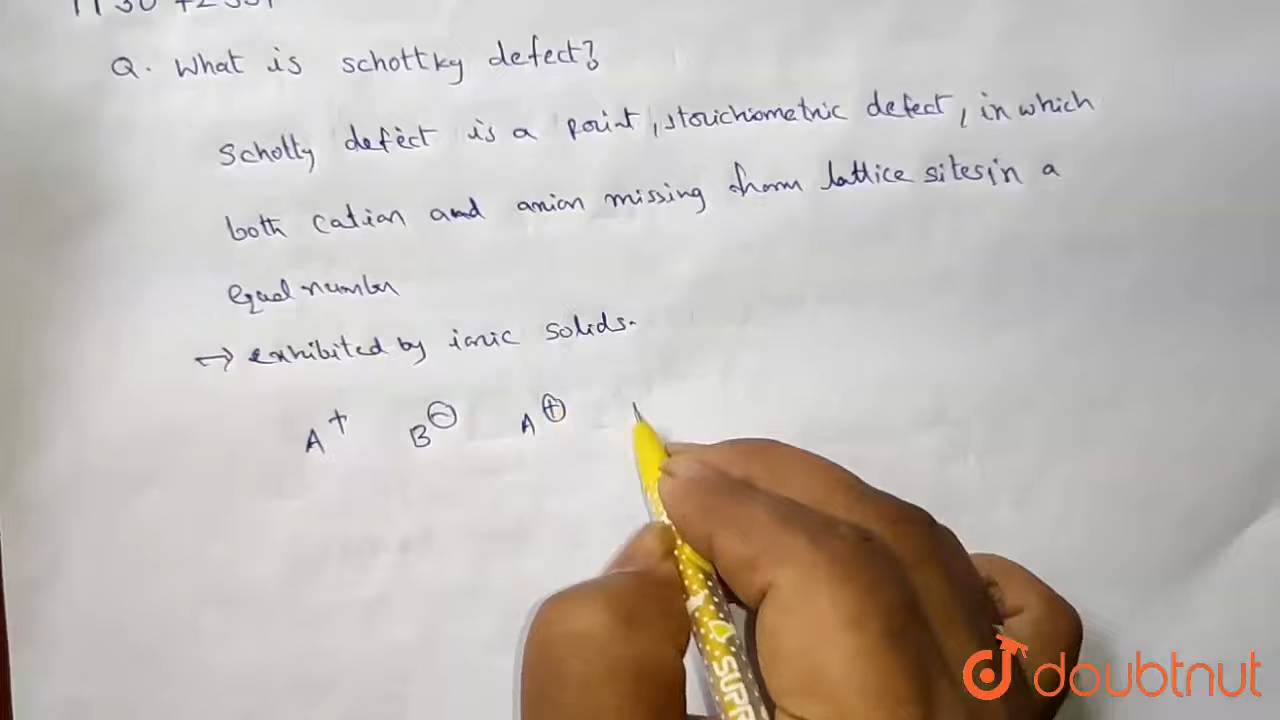 Q. What is schottky defect?
Schotty defect is a point, stoichiometric defect, in which
both cation and anion missing from lattice sites in a
equal number
↔ exhibited by ionic solids.
A+ B⊖ A⊕
SUPR
doubtnut